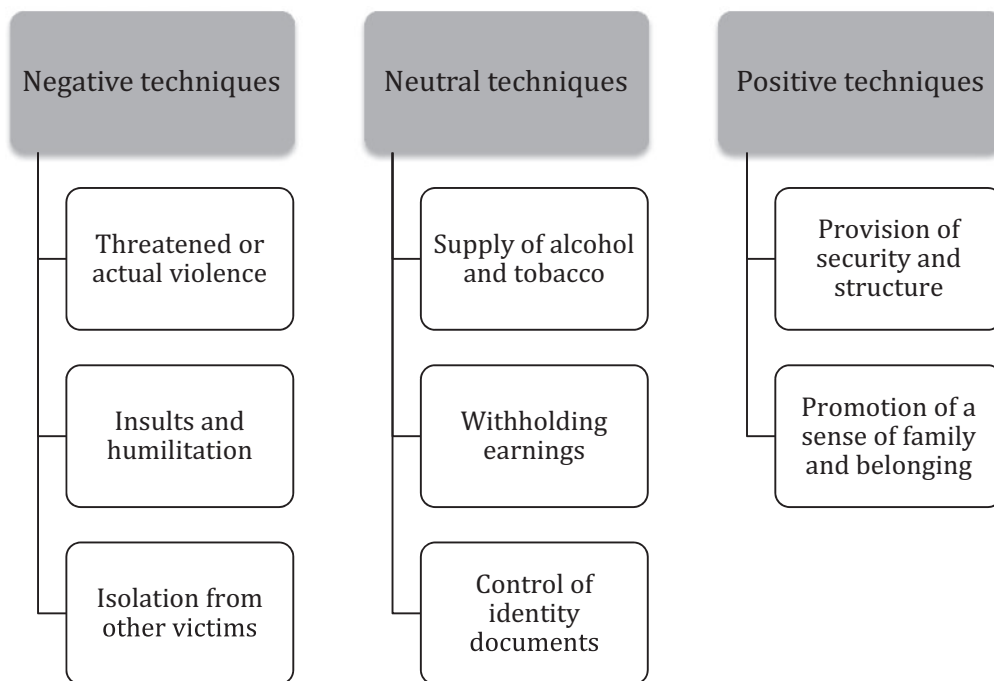 Negative techniques
Threatened or
actual violence
Insults and
humilitation
Isolation from
other victims
Neutral techniques
Supply of alcohol
and tobacco
Withholding
earnings
Control of
identity
documents
Positive techniques
Provision of
security and
structure
Promotion of a
sense of family
and belonging